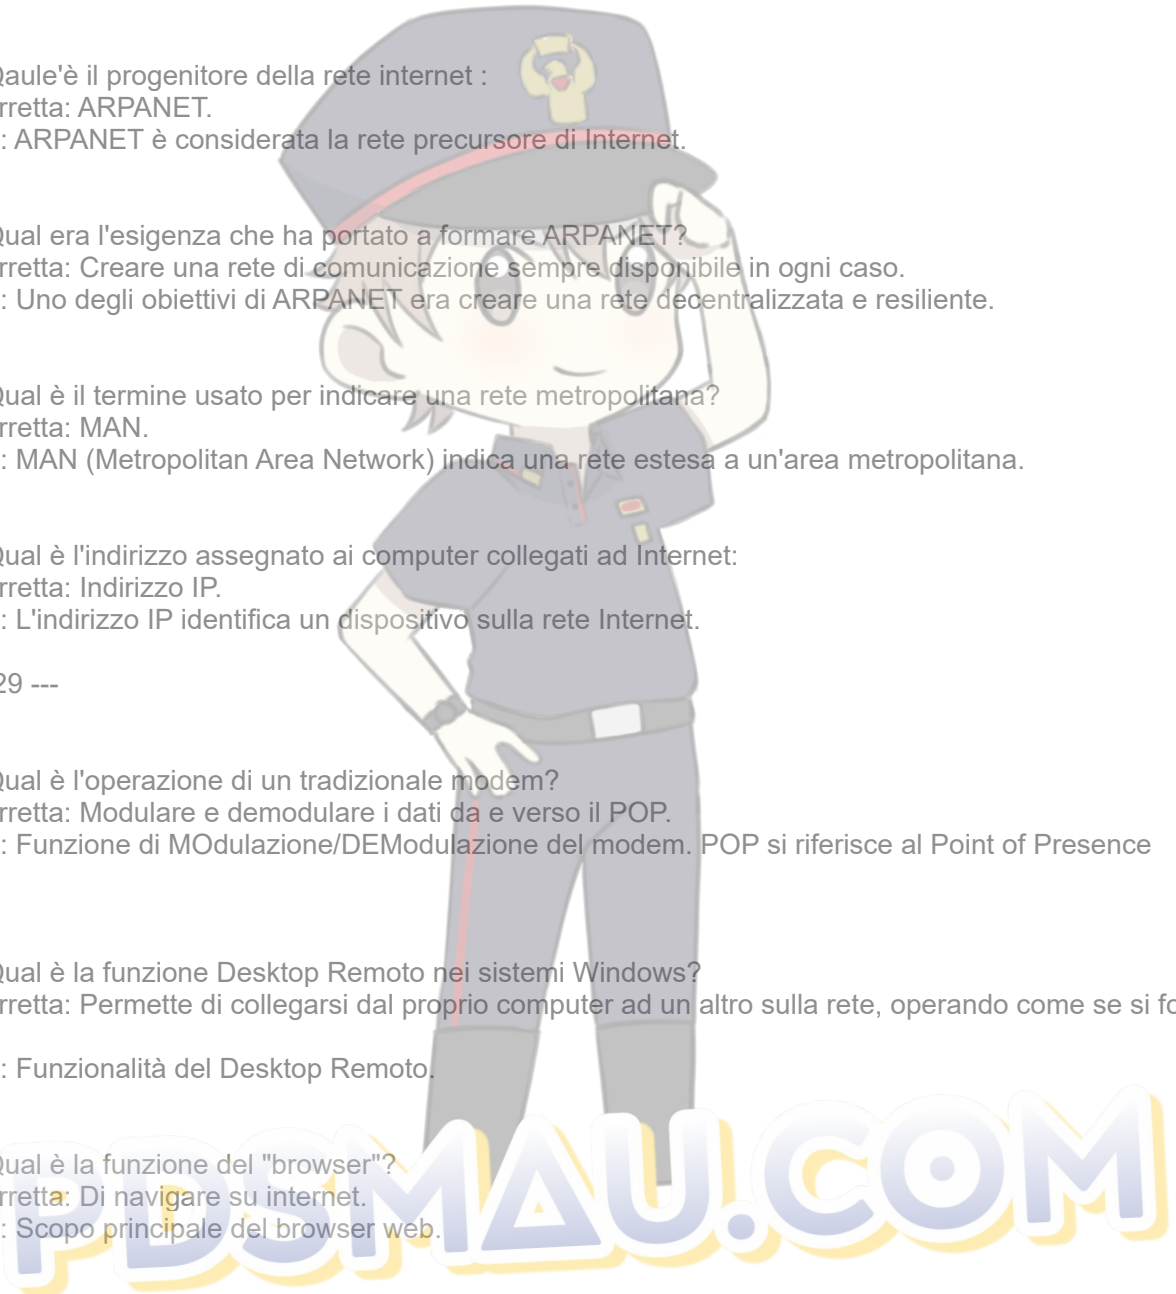 Qaule'è il progenitore della rete internet :
rretta: ARPANET.
: ARPANET è considerata la rete precursore di Internet.
Qual era l'esigenza che ha portato a formare ARPANET?
rretta: Creare una rete di comunicazione sempre disponibile in ogni caso.
: Uno degli obiettivi di ARPANET era creare una rete decentralizzata e resiliente.
Qual è il termine usato per indicare una rete metropolitana?
rretta: MAN.
: MAN (Metropolitan Area Network) indica una rete estesa a un'area metropolitana.
Qual è l'indirizzo assegnato ai computer collegati ad Internet:
rretta: Indirizzo IP.
: L'indirizzo IP identifica un dispositivo sulla rete Internet.
29 ---
Qual è l'operazione di un tradizionale modem?
rretta: Modulare e demodulare i dati da e verso il POP.
: Funzione di MOdulazione/DEModulazione del modem. POP si riferisce al Point of Presence
Qual è la funzione Desktop Remoto nei sistemi Windows?
rretta: Permette di collegarsi dal proprio computer ad un altro sulla rete, operando come se si fo
: Funzionalità del Desktop Remoto.
Qual è la funzione del "browser"?
rretta: Di navigare su internet.
: Scopo principale del browser web.
PDSMAU.COM